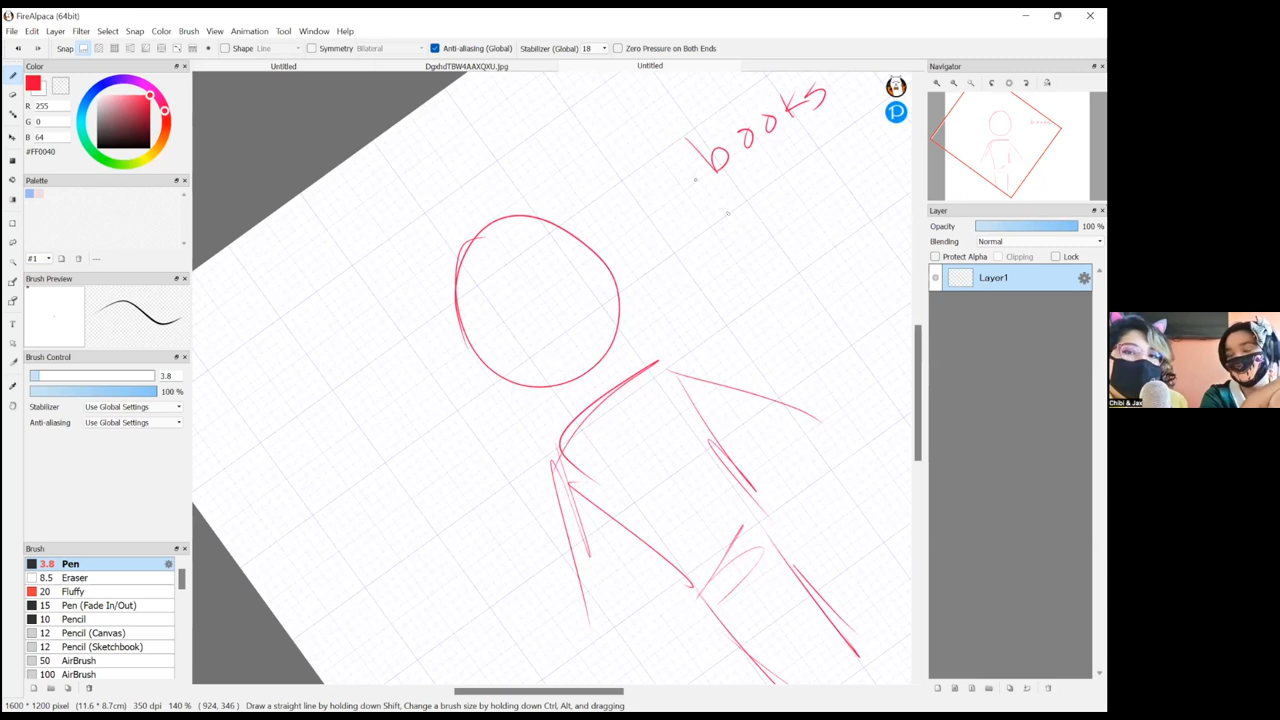 FireAlpaca (64bit)
File Edit Layer Filter Select Snap Color Brush View Animation Tool Window Help
Snap Shape Line Symmetry Bilateral Anti-aliasing (Global) Stabilizer (Global) 18 Zero Pressure on Both Ends
Untitled DgxhdTBW4AAXQXU.jpg Untitled
Color
R 255
G 0
B 64
#FF0040
Palette
#1 ---
Brush Preview
Brush Control
3.8
100 %
Stabilizer Use Global Settings
Anti-aliasing Use Global Settings
Brush
3.8 Pen
8.5 Eraser
20 Fluffy
15 Pen (Fade In/Out)
10 Pencil
12 Pencil (Canvas)
12 Pencil (Sketchbook)
50 AirBrush
100 AirBrush
books
Navigator
Layer
Opacity 100 %
Blending Normal
Protect Alpha Clipping Lock
Layer1
Chibi & Jax
1600 * 1200 pixel (11.6 * 8.7cm) 350 dpi 140 % (924, 346) Draw a straight line by holding down Shift, Change a brush size by holding down Ctrl, Alt, and dragging